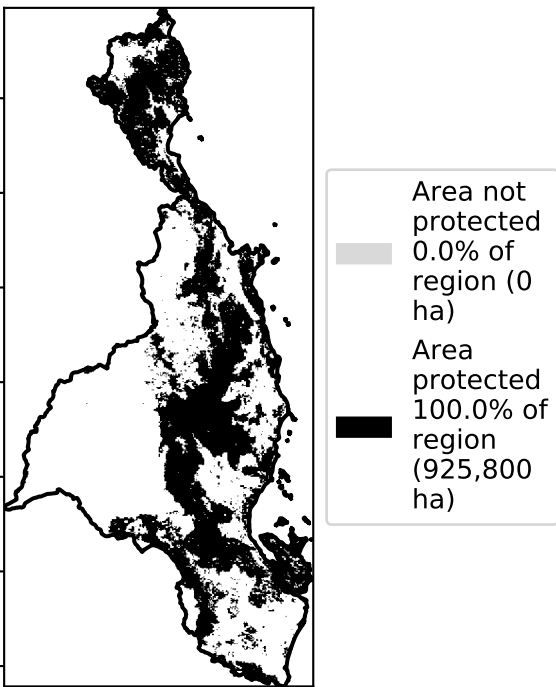 Area not
protected
0.0% of
region (0
ha)
Area
protected
100.0% of
region
(925,800
ha)